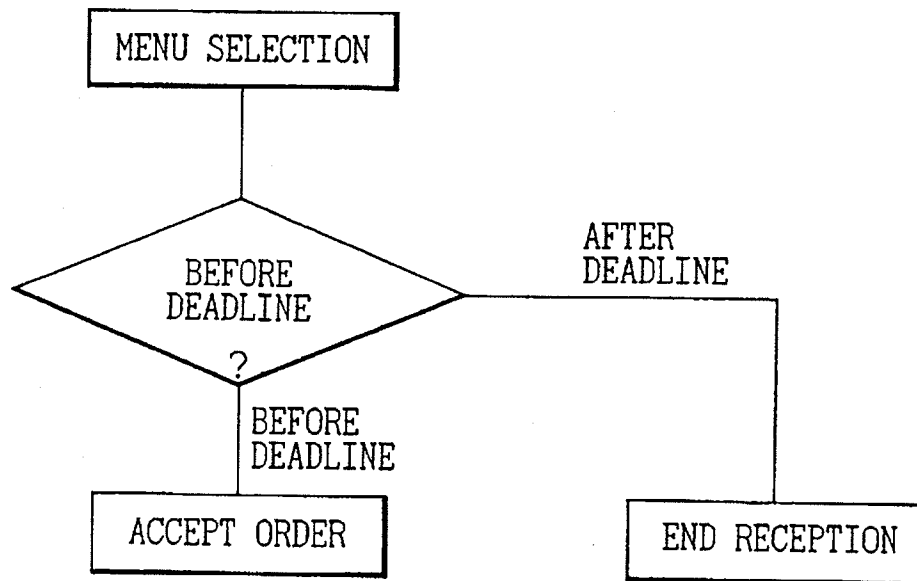 MENU SELECTION
BEFORE
DEADLINE
?
AFTER
DEADLINE
BEFORE
DEADLINE
ACCEPT ORDER
END RECEPTION